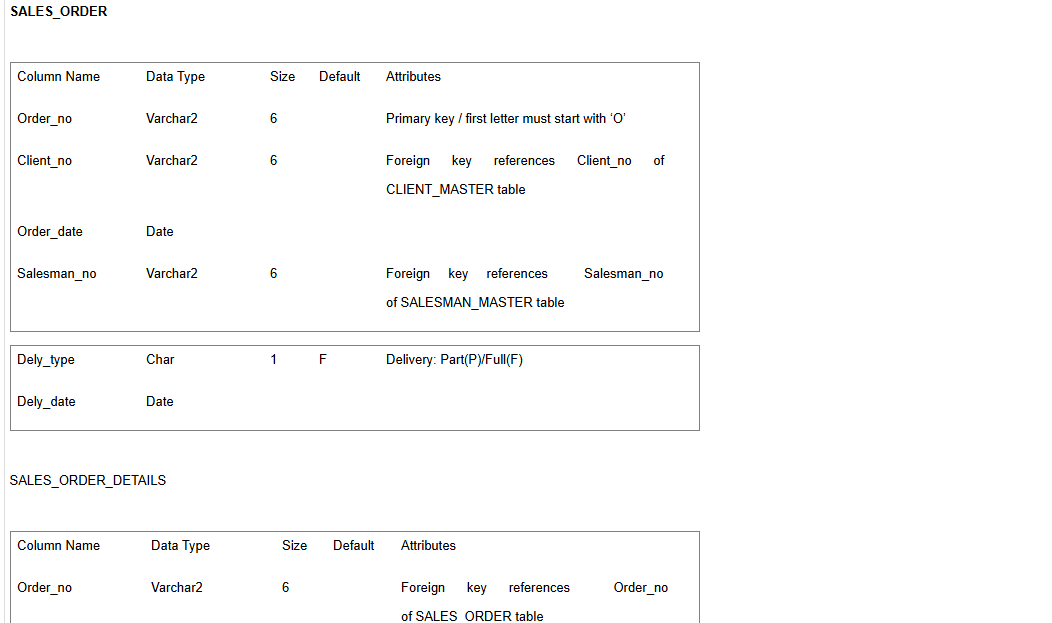 SALES_ORDER
Column Name Data Type Size Default Attributes
Order_no Varchar2 6 Primary key / first letter must start with ‘O’
Client_no Varchar2 6 Foreign key references Client_no of
CLIENT_MASTER table
Order_date Date
Salesman_no Varchar2 6 Foreign key references Salesman_no
of SALESMAN_MASTER table
Dely_type Char 1 F Delivery: Part(P)/Full(F)
Dely_date Date
SALES_ORDER_DETAILS
Column Name Data Type Size Default Attributes
Order_no Varchar2 6 Foreign key references Order_no
of SALES_ORDER table